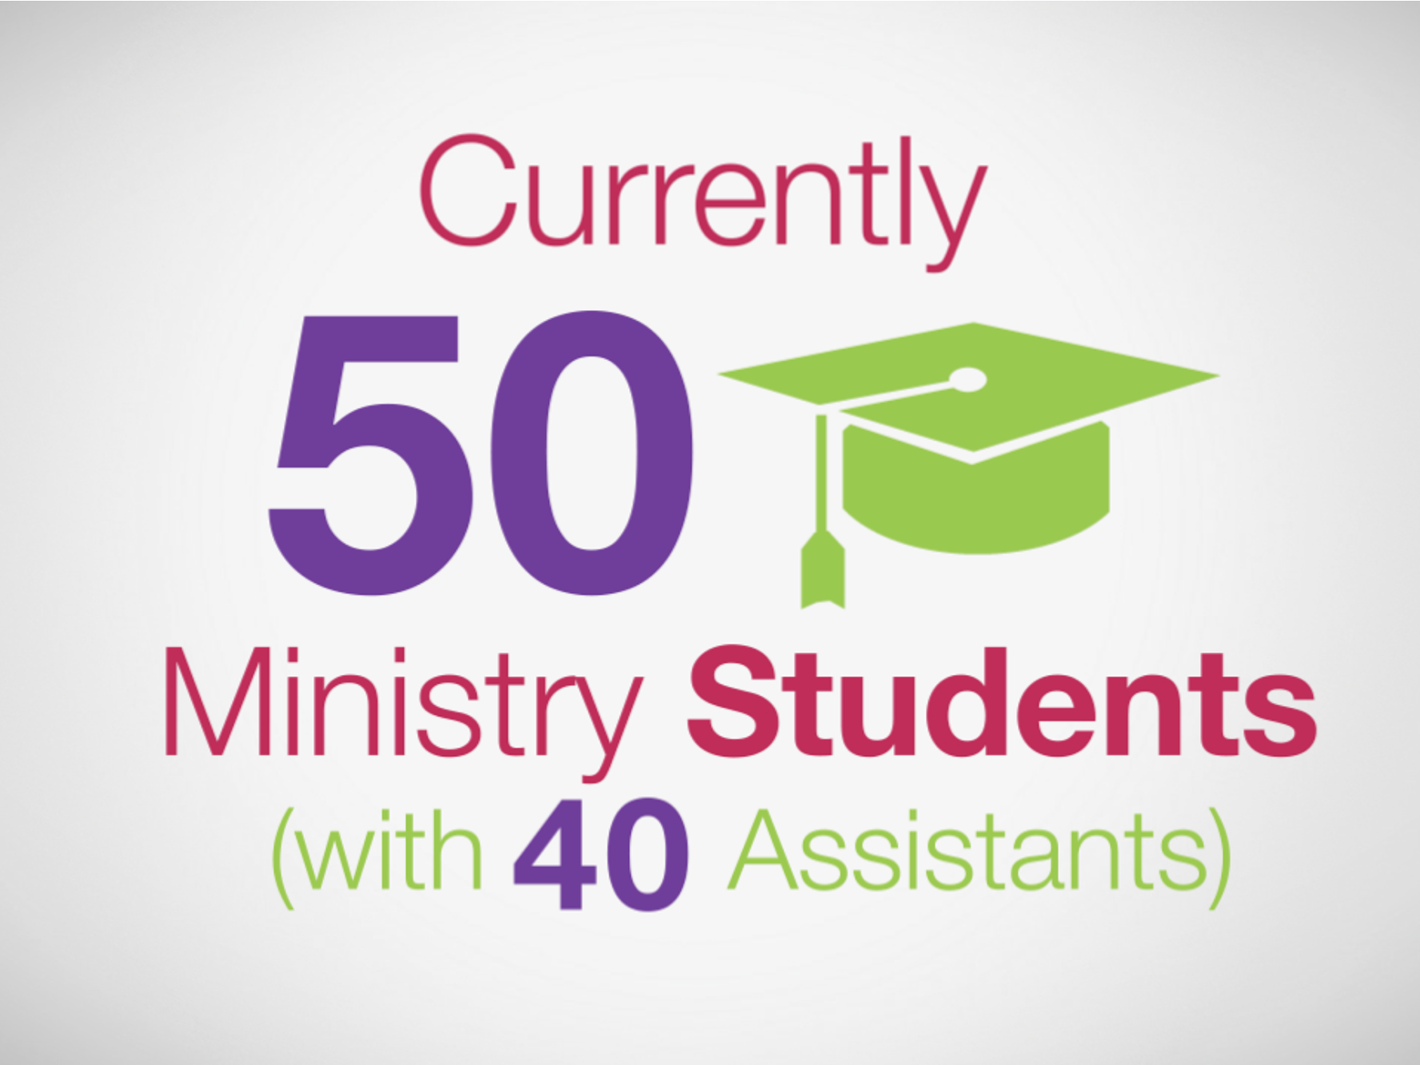 Currently
50
Ministry Students
(with 40 Assistants)